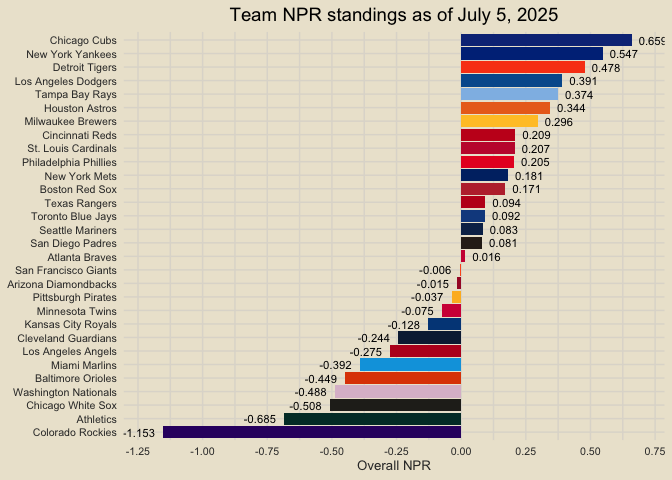 Team NPR standings as of July 5, 2025
Chicago Cubs 0.659
New York Yankees 0.547
Detroit Tigers 0.478
Los Angeles Dodgers 0.391
Tampa Bay Rays 0.374
Houston Astros 0.344
Milwaukee Brewers 0.296
Cincinnati Reds 0.209
St. Louis Cardinals 0.207
Philadelphia Phillies 0.205
New York Mets 0.181
Boston Red Sox 0.171
Texas Rangers 0.094
Toronto Blue Jays 0.092
Seattle Mariners 0.083
San Diego Padres 0.081
Atlanta Braves 0.016
San Francisco Giants -0.006
Arizona Diamondbacks -0.015
Pittsburgh Pirates -0.037
Minnesota Twins -0.075
Kansas City Royals -0.128
Cleveland Guardians -0.244
Los Angeles Angels -0.275
Miami Marlins -0.392
Baltimore Orioles -0.449
Washington Nationals -0.488
Chicago White Sox -0.508
Athletics -0.685
Colorado Rockies -1.153
-1.25 -1.00 -0.75 -0.50 -0.25 0.00 0.25 0.50 0.75
Overall NPR